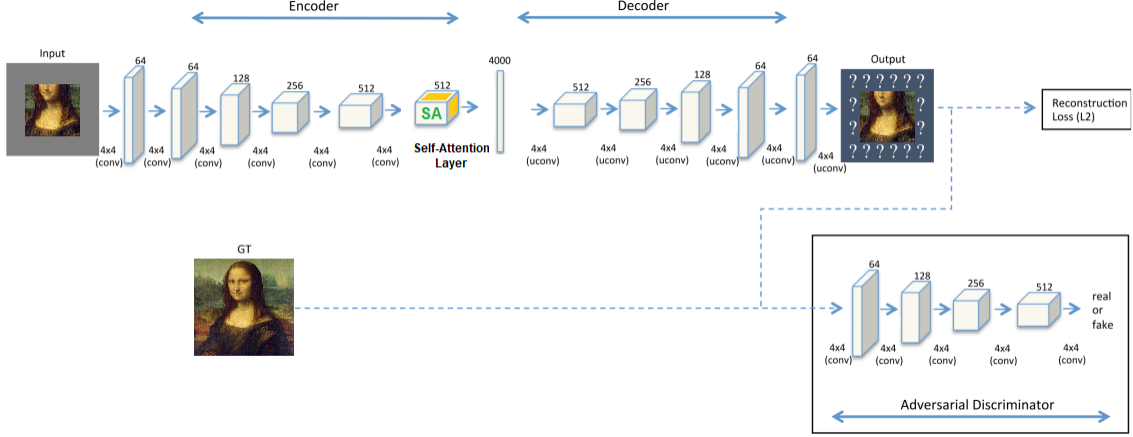 Encoder
Decoder
Input
64
64
128
256
512
512
4000
512
256
128
64
64
Output
SA
Self-Attention
Layer
4x4
(conv)
4x4
(conv)
4x4
(conv)
4x4
(conv)
4x4
(conv)
4x4
(conv)
4x4
(uconv)
4x4
(uconv)
4x4
(uconv)
4x4
(uconv)
4x4
(uconv)
4x4
(uconv)
? ? ? ? ? ?
? ?
? ?
? ? ? ? ? ?
Reconstruction
Loss (L2)
GT
64
128
256
512
real
or
fake
4x4
(conv)
4x4
(conv)
4x4
(conv)
4x4
(conv)
4x4
(conv)
Adversarial Discriminator